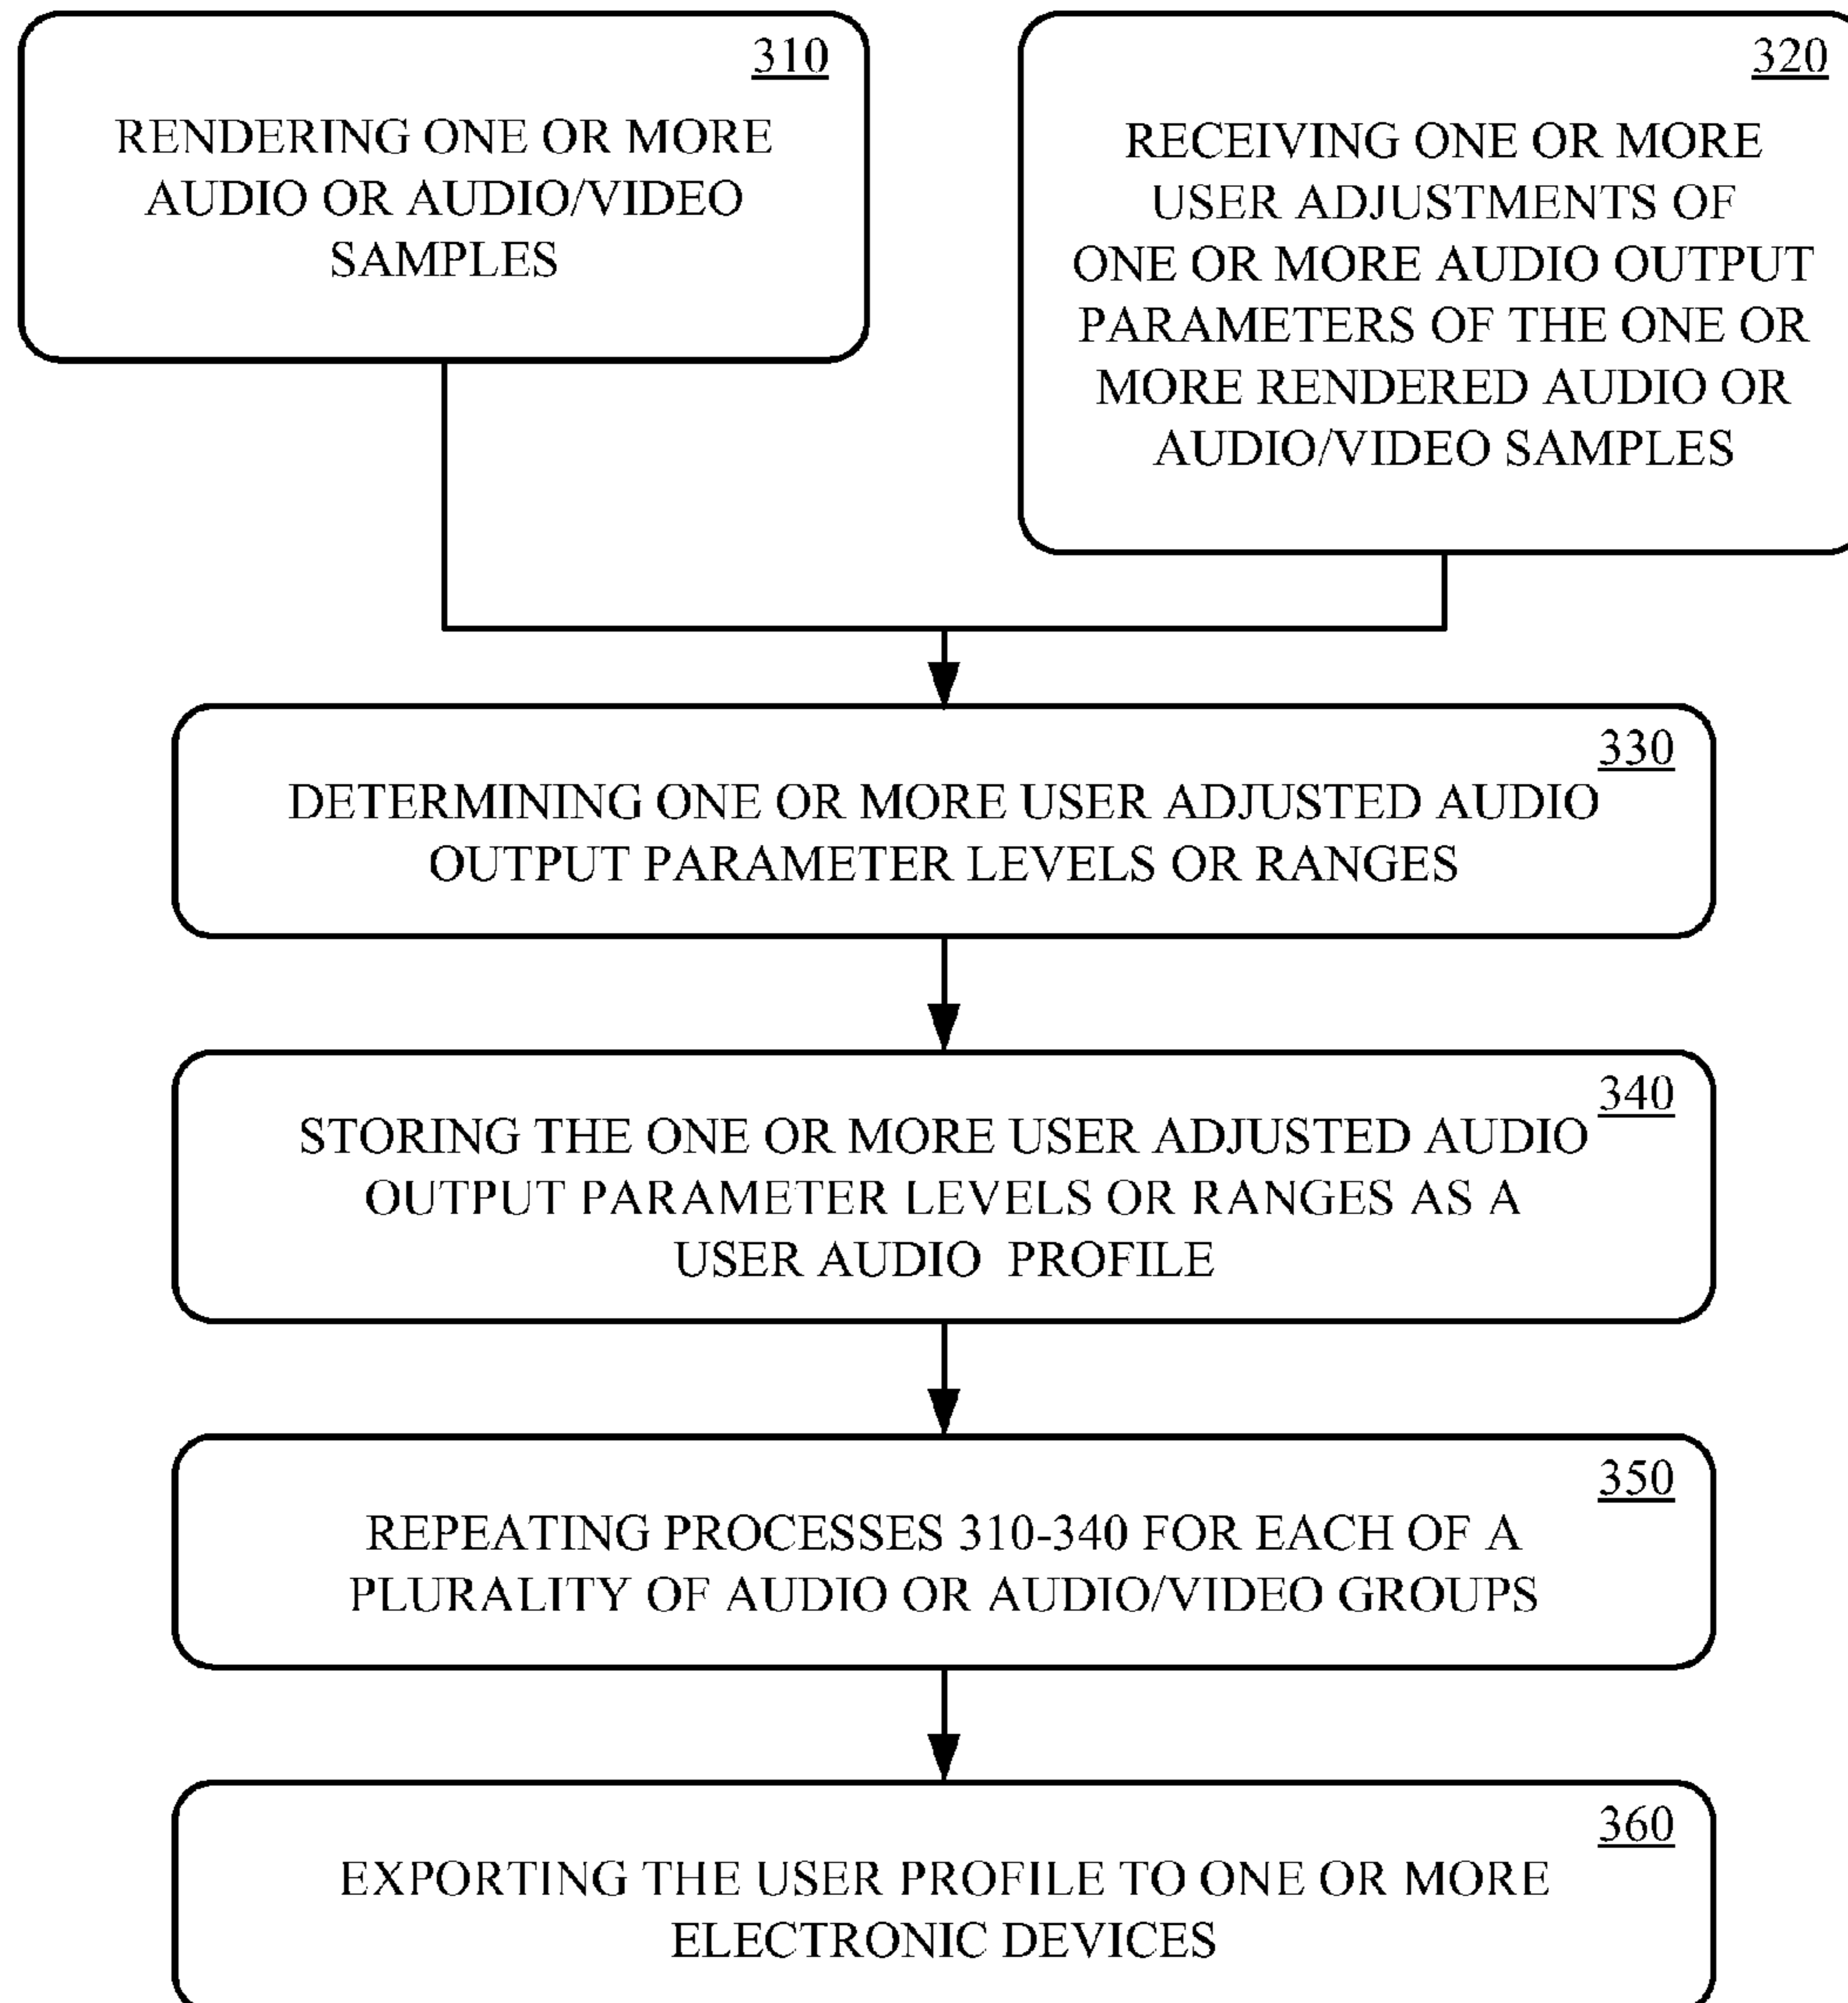 310
RENDERING ONE OR MORE
AUDIO OR AUDIO/VIDEO
SAMPLES
320
RECEIVING ONE OR MORE
USER ADJUSTMENTS OF
ONE OR MORE AUDIO OUTPUT
PARAMETERS OF THE ONE OR
MORE RENDERED AUDIO OR
AUDIO/VIDEO SAMPLES
330
DETERMINING ONE OR MORE USER ADJUSTED AUDIO
OUTPUT PARAMETER LEVELS OR RANGES
340
STORING THE ONE OR MORE USER ADJUSTED AUDIO
OUTPUT PARAMETER LEVELS OR RANGES AS A
USER AUDIO PROFILE
350
REPEATING PROCESSES 310-340 FOR EACH OF A
PLURALITY OF AUDIO OR AUDIO/VIDEO GROUPS
360
EXPORTING THE USER PROFILE TO ONE OR MORE
ELECTRONIC DEVICES